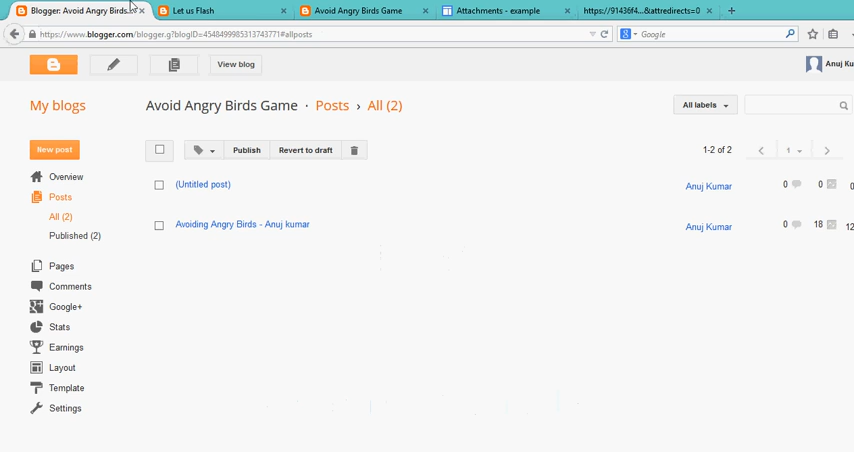 Blogger: Avoid Angry Birds...
Let us Flash
Avoid Angry Birds Game
Attachments - example
https://91436f4...&attredirects=0
https://www.blogger.com/blogger.g?blogID=4548499985313743771#allposts
Google
View blog
Anuj Ku
My blogs
Avoid Angry Birds Game · Posts › All (2)
All labels
New post
Publish
Revert to draft
1-2 of 2
1
Overview
Posts
All (2)
Published (2)
(Untitled post)
Anuj Kumar
0
0
0
Avoiding Angry Birds - Anuj kumar
Anuj Kumar
0
18
12
Pages
Comments
Google+
Stats
Earnings
Layout
Template
Settings